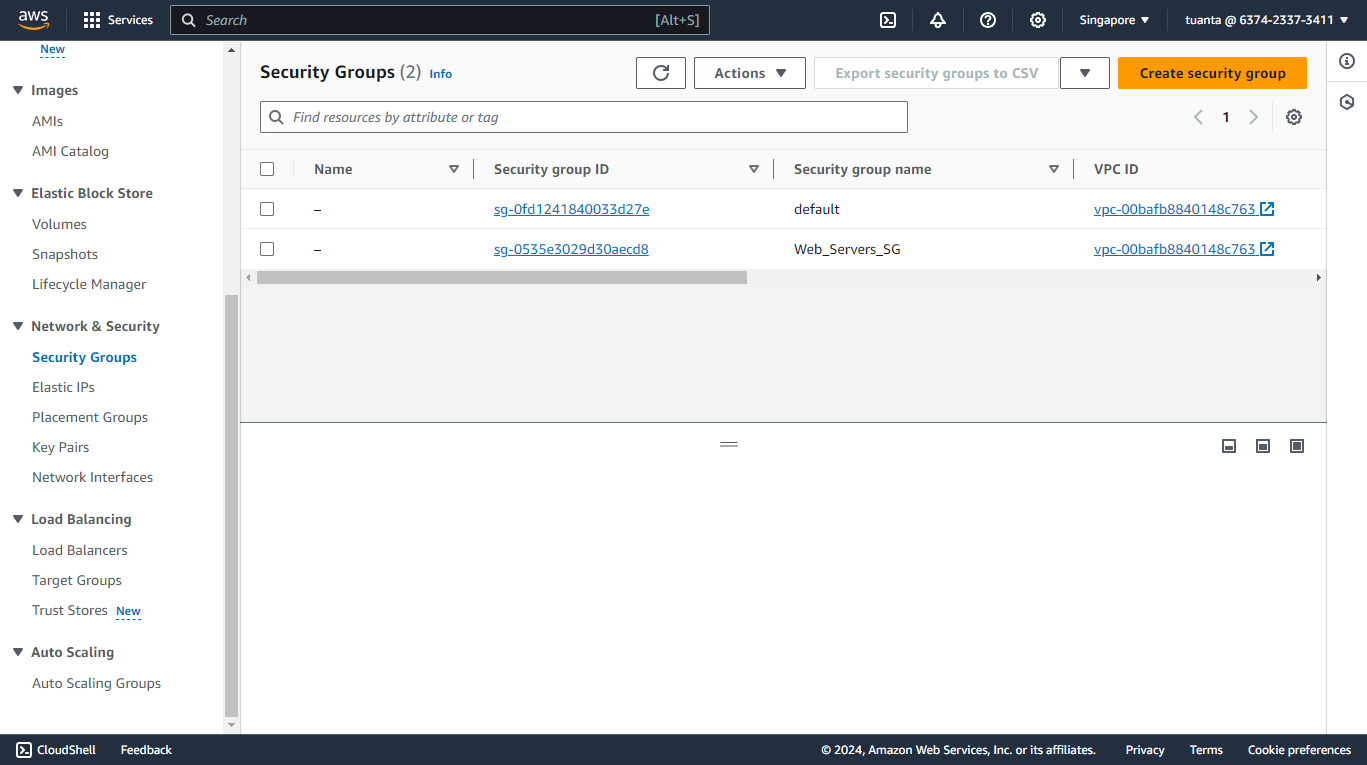 aws Services Search [Alt+S] Singapore tuanta @ 6374-2337-3411
New
Images
AMIs
AMI Catalog
Elastic Block Store
Volumes
Snapshots
Lifecycle Manager
Network & Security
Security Groups
Elastic IPs
Placement Groups
Key Pairs
Network Interfaces
Load Balancing
Load Balancers
Target Groups
Trust Stores New
Auto Scaling
Auto Scaling Groups
Security Groups (2) Info Actions Export security groups to CSV Create security group
Find resources by attribute or tag 1
Name Security group ID Security group name VPC ID
– sg-0fd1241840033d27e default vpc-00bafb8840148c763
– sg-0535e3029d30aecd8 Web_Servers_SG vpc-00bafb8840148c763
CloudShell Feedback © 2024, Amazon Web Services, Inc. or its affiliates. Privacy Terms Cookie preferences